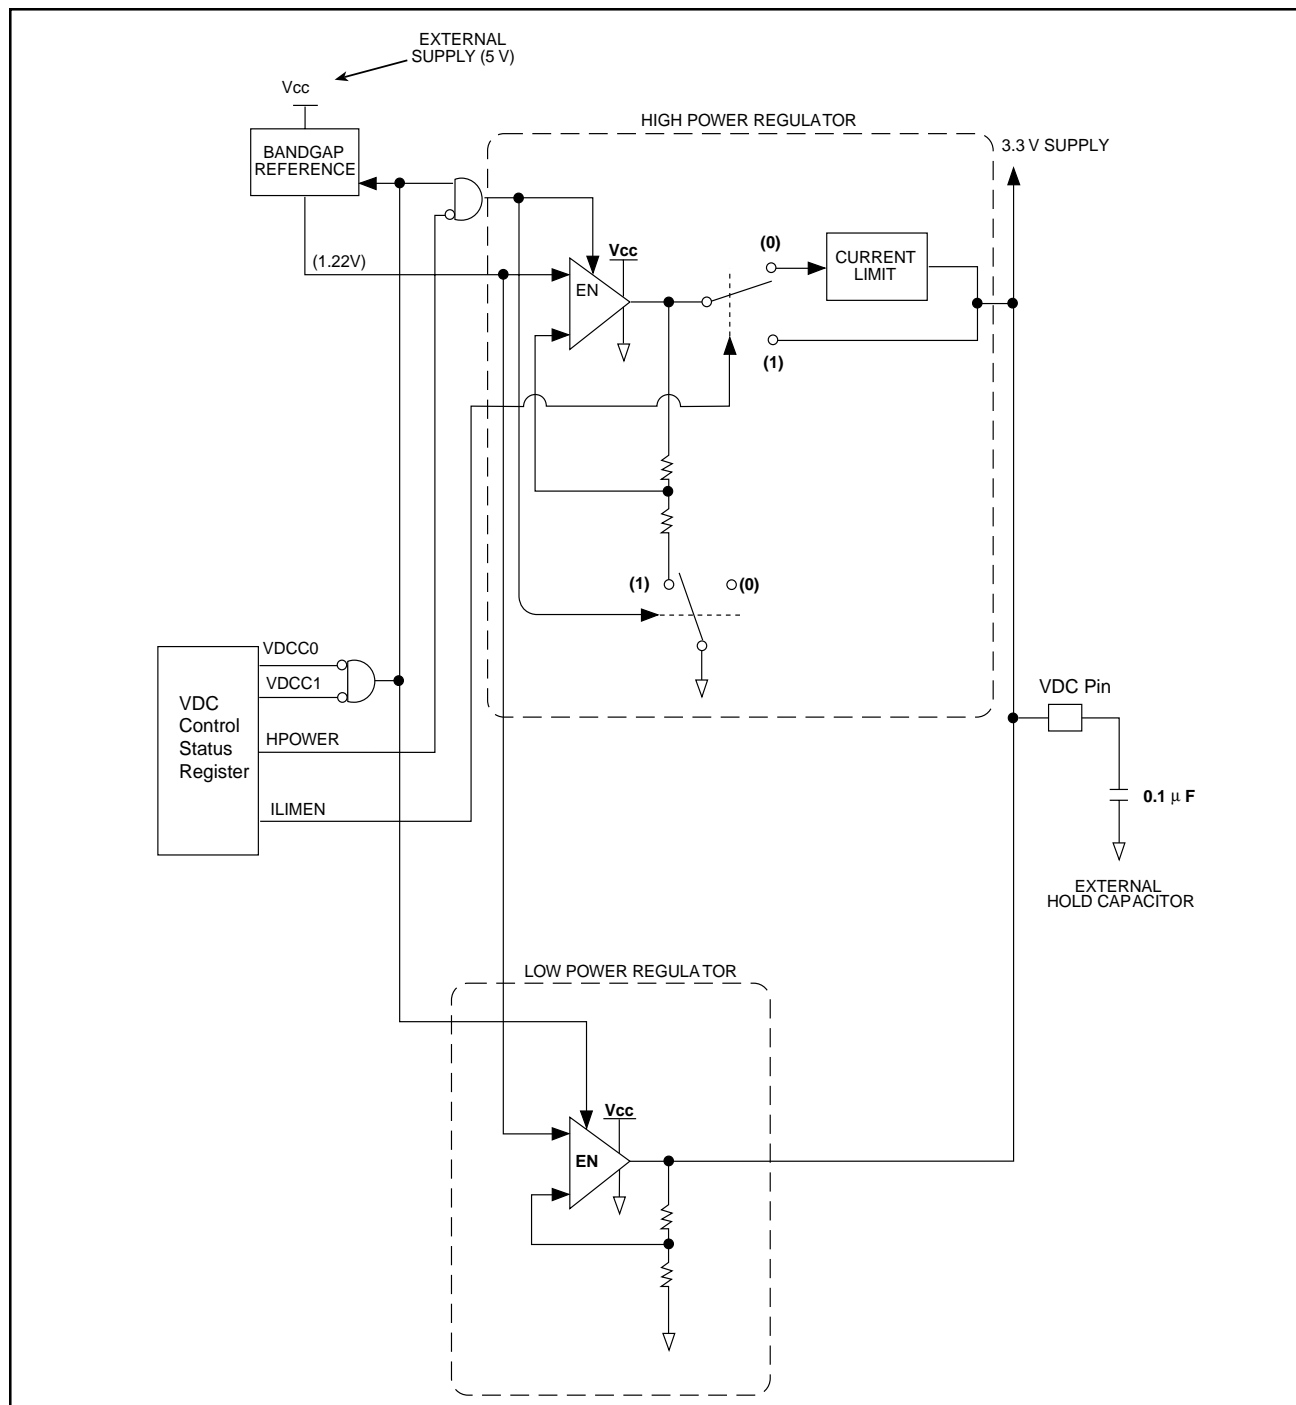 EXTERNAL
SUPPLY (5 V)
Vcc
HIGH POWER REGULATOR
BANDGAP
REFERENCE
3.3 V SUPPLY
(1.22V)
Vcc
EN
(0)
CURRENT
LIMIT
(1)
(1)
(0)
VDC
Control
Status
Register
VDCC0
VDCC1
HPOWER
ILIMEN
VDC Pin
0.1 μ F
EXTERNAL
HOLD CAPACITOR
LOW POWER REGULATOR
Vcc
EN